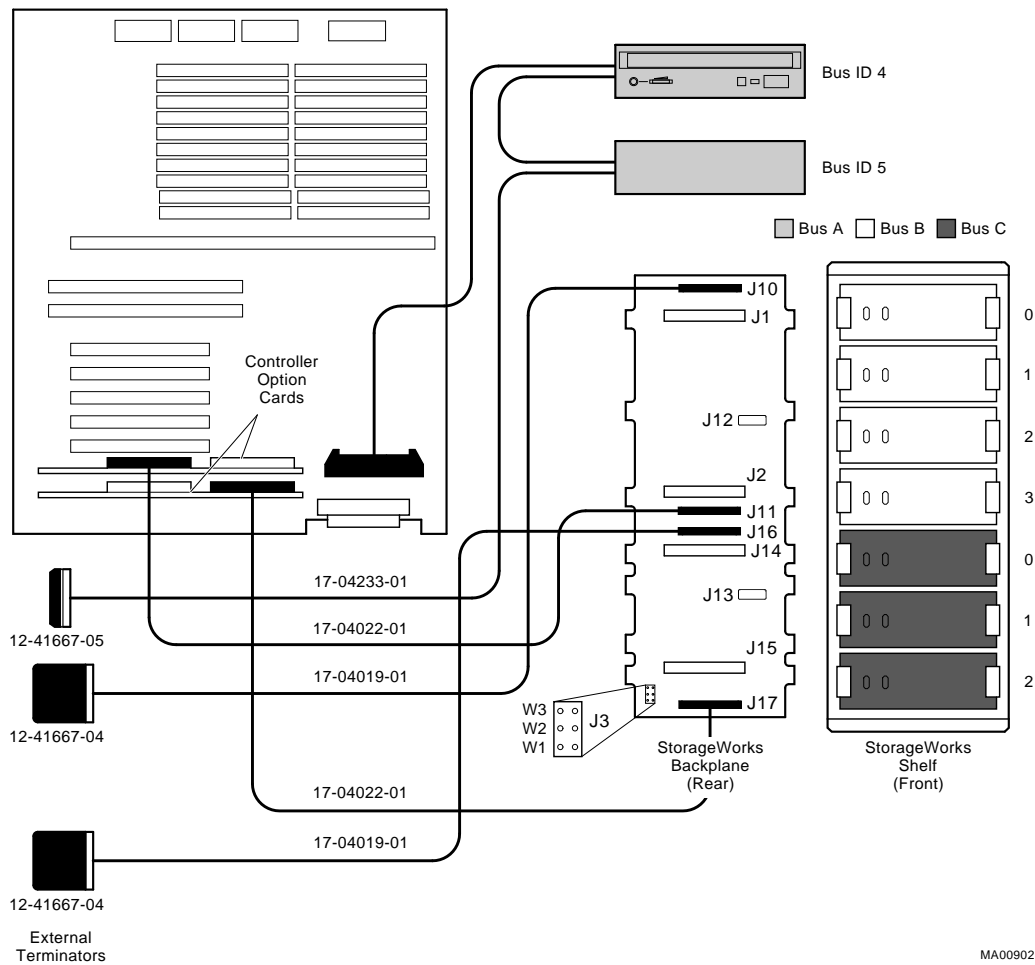 Bus ID 4
Bus ID 5
Bus A Bus B Bus C
J10
J1
J12
J2
J11
J16
J14
J13
J15
J17
J3
W3
W2
W1
StorageWorks
Backplane
(Rear)
0
1
2
3
0
1
2
StorageWorks
Shelf
(Front)
Controller
Option
Cards
17-04233-01
12-41667-05
17-04022-01
17-04019-01
12-41667-04
17-04022-01
17-04019-01
12-41667-04
External
Terminators
MA00902